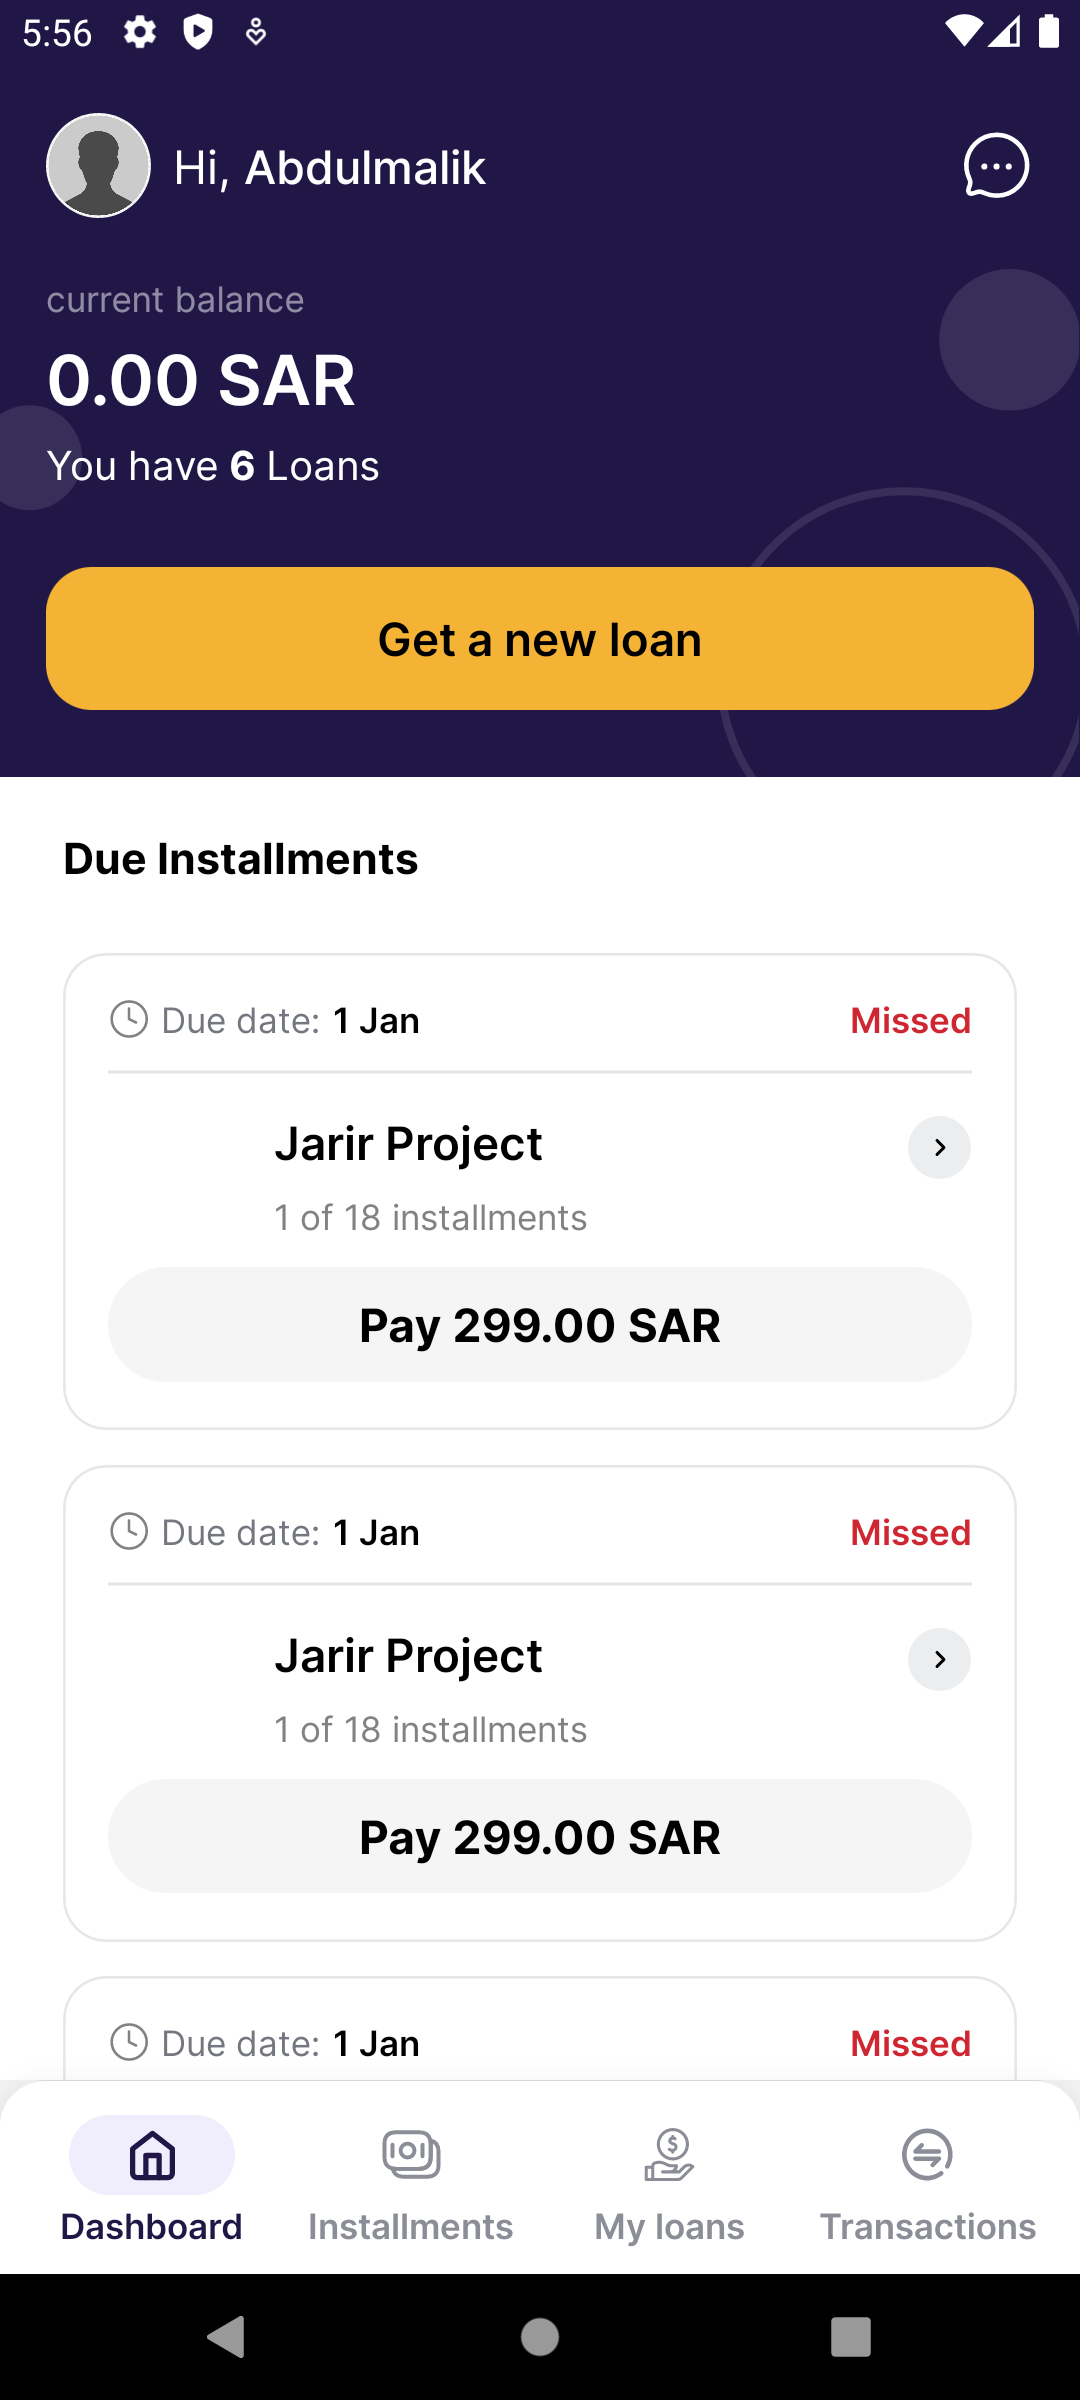 5:56
Hi, Abdulmalik
current balance
0.00 SAR
You have 6 Loans
Get a new loan
Due Installments
Due date: 1 Jan Missed
Jarir Project
1 of 18 installments
Pay 299.00 SAR
Due date: 1 Jan Missed
Jarir Project
1 of 18 installments
Pay 299.00 SAR
Due date: 1 Jan Missed
Dashboard Installments My loans Transactions